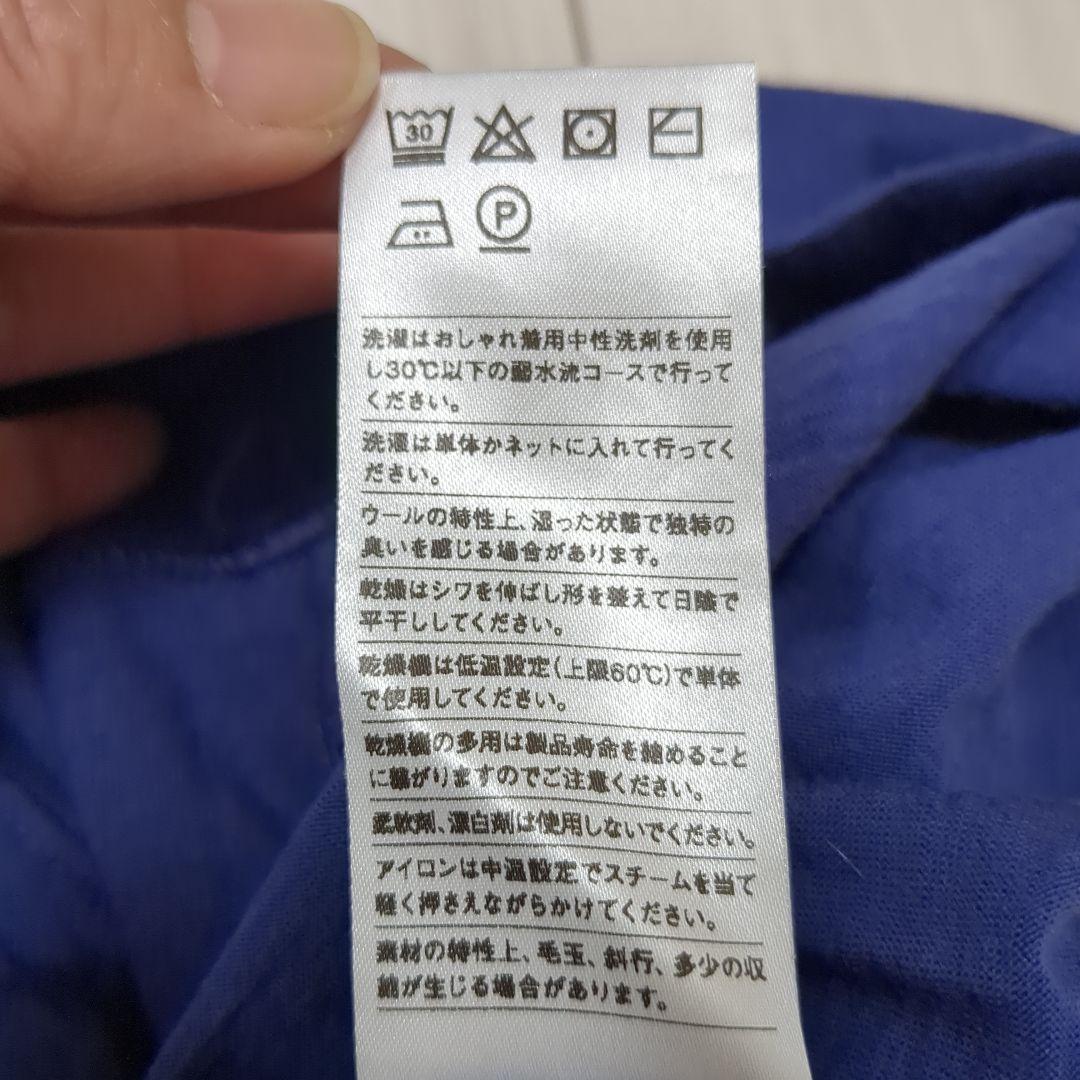 30
P
洗濯はおしゃれ着用中性洗剤を使用
し30℃以下の弱水流コースで行って
ください。
洗濯は単体かネットに入れて行ってく
ださい。
ウールの特性上、湿った状態で独特の
臭いを感じる場合があります。
乾燥はシワを伸ばし形を整えて日陰で
平干ししてください。
乾燥機は低温設定(上限60℃)で単体
で使用してください。
乾燥機の多用は製品寿命を縮めること
に繋がりますのでご注意ください。
柔軟剤、漂白剤は使用しないでください。
アイロンは中温設定でスチームを当て
軽く押さえながらかけてください。
素材の特性上、毛玉、斜行、多少の収
縮が生じる場合があります。